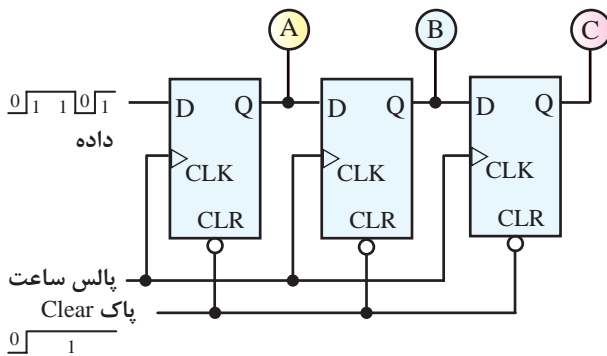 A B C
0 1 1 0 1
D Q D Q D Q
داده
CLK CLK CLK
CLR CLR CLR
پالس ساعت
پاک Clear
0 1